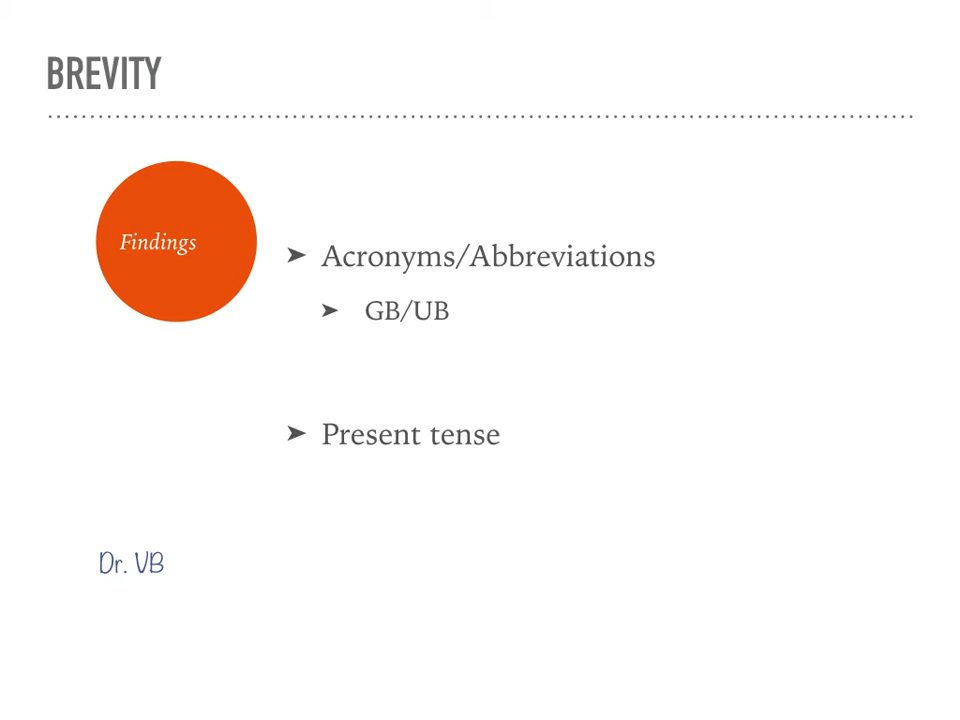 BREVITY
Findings
➤ Acronyms/Abbreviations
➤ GB/UB
➤ Present tense
Dr. VB